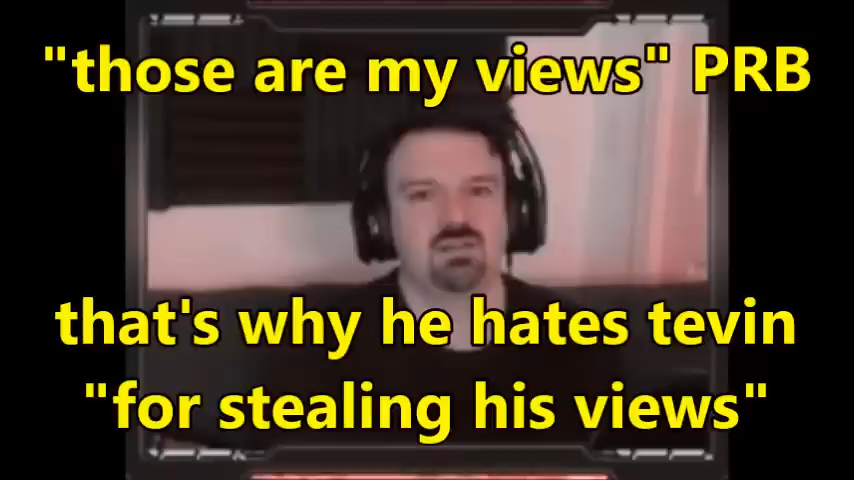 "those are my views" PRB
that's why he hates tevin
"for stealing his views"